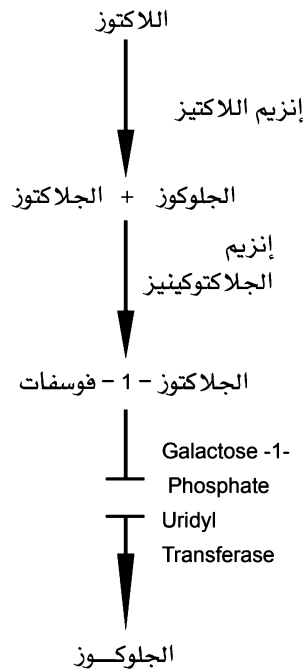 اللاكتوز
إنزيم اللاكتيز
الجلوكوز + الجلاكتوز
إنزيم
الجلاكتوكينيز
الجلاكتوز - 1 - فوسفات
Galactose -1-
Phosphate
Uridyl
Transferase
الجلوكـــوز